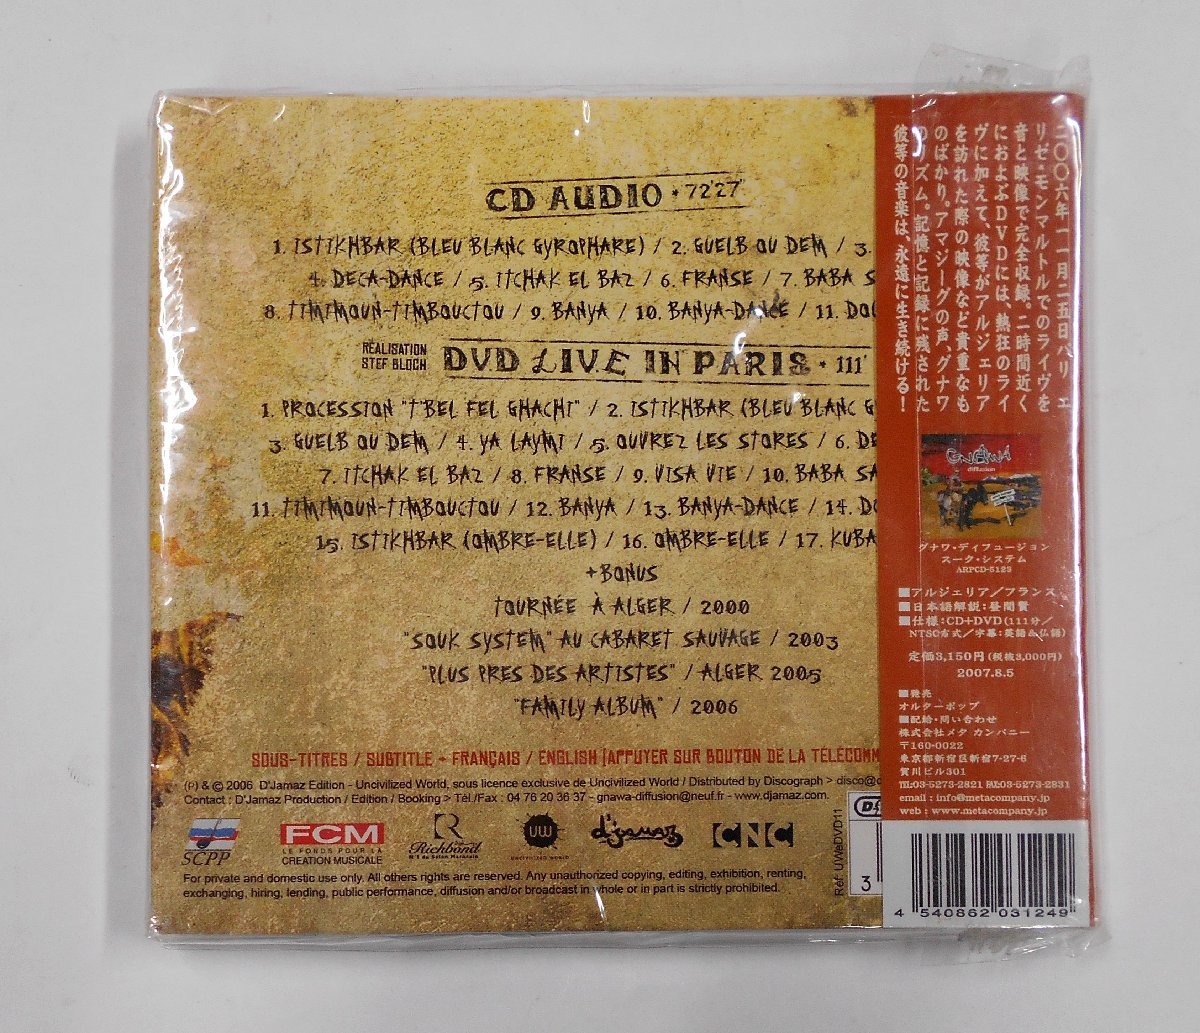 CD AUDIO • 72'27"
1. ISTIKHBAR (BLEU BLANC GYROPHARE) / 2. GUELB OU DEM / 3.
4. DECA-DANCE / 5. ITCHAK EL BAZ / 6. FRANSE / 7. BABA S
8. TIMIMOUN-TIMBOUCTOU / 9. BANYA / 10. BANYA-DANCE / 11. DOU
RÉALISATION
STEF BLOCH
DVD LIVE IN PARIS • 111'
1. PROCESSION "T'BEL FEL GHACHI" / 2. ISTIKHBAR (BLEU BLANC G
3. GUELB OU DEM / 4. YA LAYMI / 5. OUVREZ LES STORES / 6. DE
7. ITCHAK EL BAZ / 8. FRANSE / 9. VISA VIE / 10. BABA SA
11. TIMIMOUN-TIMBOUCTOU / 12. BANYA / 13. BANYA-DANCE / 14. DO
15. ISTIKHBAR (OMBRE-ELLE) / 16. OMBRE-ELLE / 17. KUBA
+BONUS
TOURNÉE À ALGER / 2000
"SOUK SYSTEM" AU CABARET SAUVAGE / 2003
"PLUS PRES DES ARTISTES" / ALGER 2005
"FAMILY ALBUM" / 2006
SOUS-TITRES / SUBTITLE - FRANÇAIS / ENGLISH (APPUYER SUR BOUTON DE LA TÉLÉCOMM
(P) & © 2006 D'Jamaz Edition - Uncivilized World, sous licence exclusive de Uncivilized World / Distributed by Discograph > disco@d
Contact : D'Jamaz Production / Edition / Booking > Tél./Fax : 04 76 20 36 37 - gnawa-diffusion@neuf.fr - www.djamaz.com.
SCPP
FCM
LE FONDS POUR LA
CREATION MUSICALE
R
Richbond
UW
UNCIVILIZED WORLD
d'jamaz
CNC
For private and domestic use only. All others rights are reserved. Any unauthorized copying, editing, exhibition, renting,
exchanging, hiring, lending, public performance, diffusion and/or broadcast in whole or in part is strictly prohibited.
Réf: UWeDVD11
3
二〇〇六年一一月二五日パリ、エ
リゼ・モンマルトルでのライヴを
音と映像で完全収録。二時間近く
におよぶDVDには、熱狂のライ
ヴに加えて、彼等がアルジェリア
を訪れた際の映像など貴重なも
のばかり。アマジーグの声、グナワ
のリズム。記憶と記録に残された
彼等の音楽は、永遠に生き続ける!
GNAWA
diffusion
グナワ・ディフュージョン
スーク・システム
ARPCD-5125
■アルジェリア/フランス
■日本語解説:昼間賢
■仕様:CD+DVD(111分/
NTSC方式/字幕:英語&仏語)
定価3,150円(税抜3,000円)
2007.8.5
■発売
オルターポップ
■配給・問い合わせ
株式会社メタ カンパニー
〒160-0022
東京都新宿区新宿7-27-6
賀川ビル301
TEL:03-5273-2821 FAX:03-5273-2831
email : info@metacompany.jp
web : www.metacompany.jp
4 540862 031249